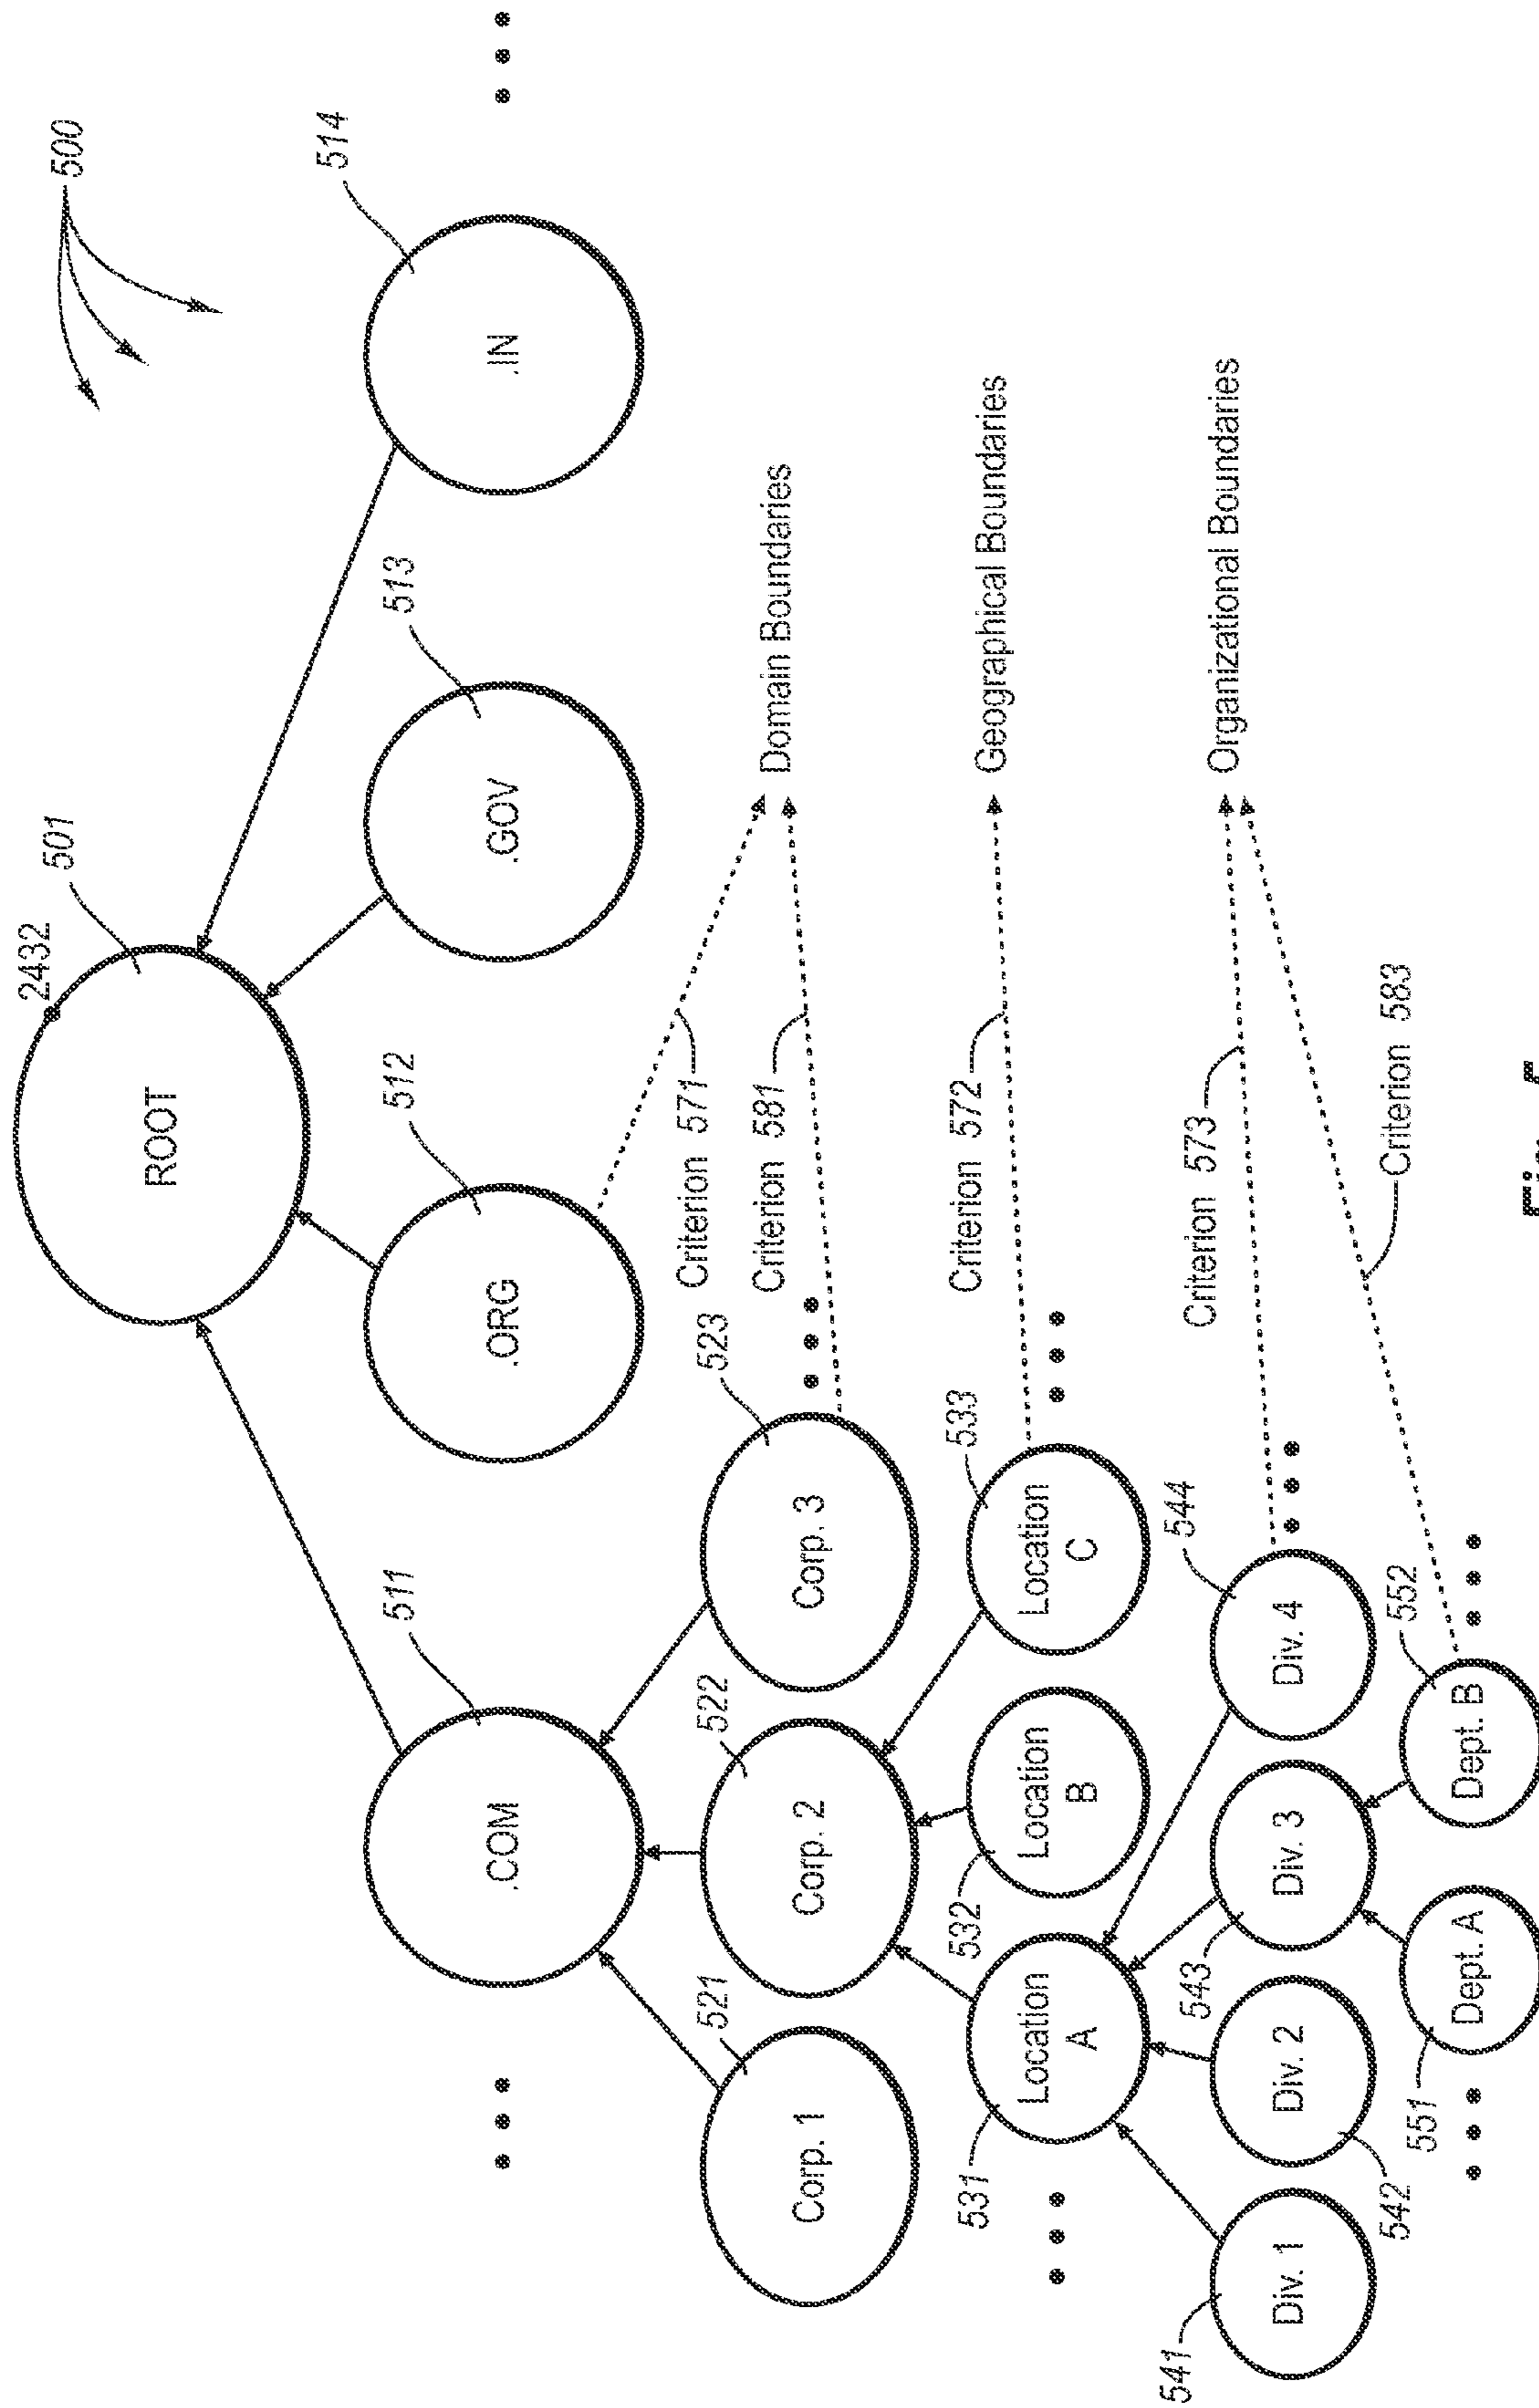 500
2432
501
ROOT
511
512
513
514
.COM
.ORG
.GOV
.IN
521
522
523
Corp. 1
Corp. 2
Corp. 3
Criterion 571
Criterion 581
Domain Boundaries
531
532
533
Location
A
Location
B
Location
C
Criterion 572
Geographical Boundaries
541
542
543
544
Div. 1
Div. 2
Div. 3
Div. 4
Criterion 573
Organizational Boundaries
551
552
Dept. A
Dept. B
Criterion 583